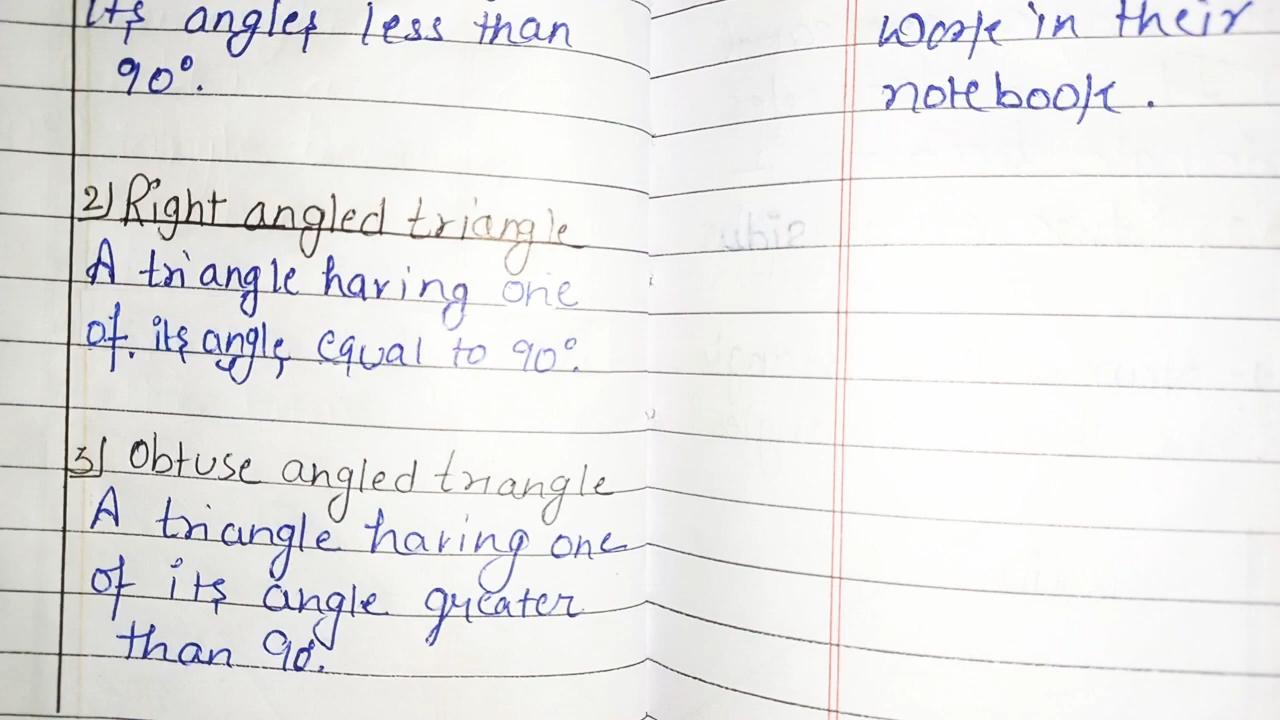 its angles less than
90°.
2) Right angled triangle
A triangle having one
of its angle equal to 90°.
3) Obtuse angled triangle
A triangle having one
of its angle greater
than 90°.
work in their
notebook.